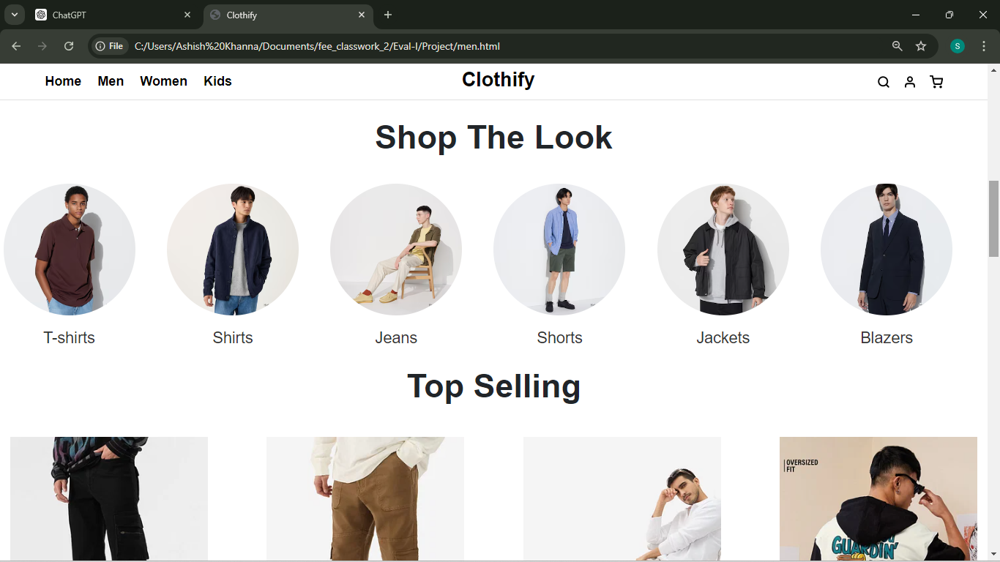 ChatGPT
Clothify
File
C:/Users/Ashish%20Khanna/Documents/fee_classwork_2/Eval-I/Project/men.html
S
Home Men Women Kids
Clothify
Shop The Look
T-shirts
Shirts
Jeans
Shorts
Jackets
Blazers
Top Selling
OVERSIZED
FIT
GUARDIN'